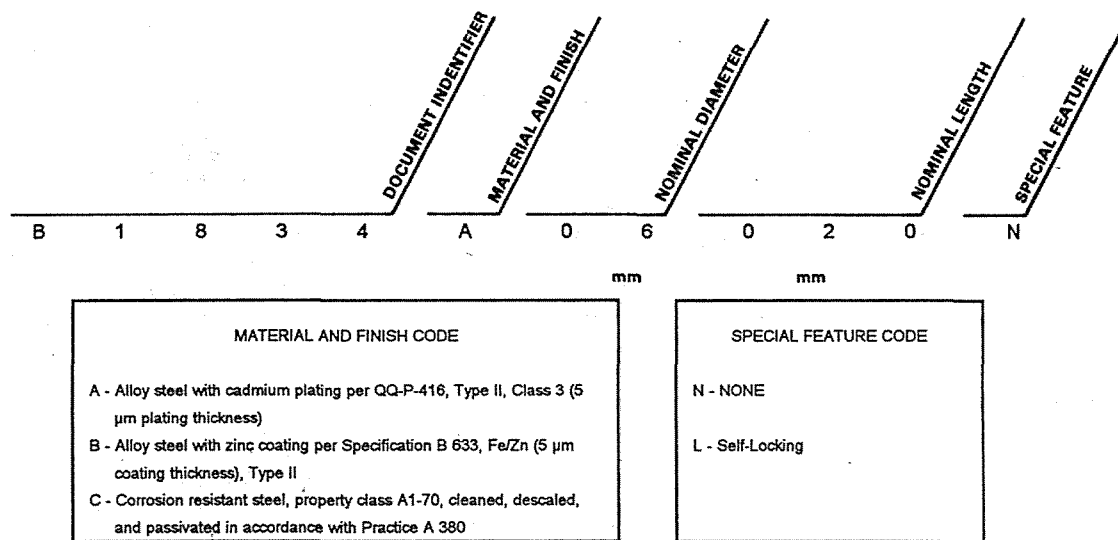 DOCUMENT INDENTIFIER
MATERIAL AND FINISH
NOMINAL DIAMETER
NOMINAL LENGTH
SPECIAL FEATURE
B 1 8 3 4 A 0 6 0 2 0 N
mm mm
MATERIAL AND FINISH CODE
A - Alloy steel with cadmium plating per QQ-P-416, Type II, Class 3 (5
µm plating thickness)
B - Alloy steel with zinc coating per Specification B 633, Fe/Zn (5 µm
coating thickness), Type II
C - Corrosion resistant steel, property class A1-70, cleaned, descaled,
and passivated in accordance with Practice A 380
SPECIAL FEATURE CODE
N - NONE
L - Self-Locking